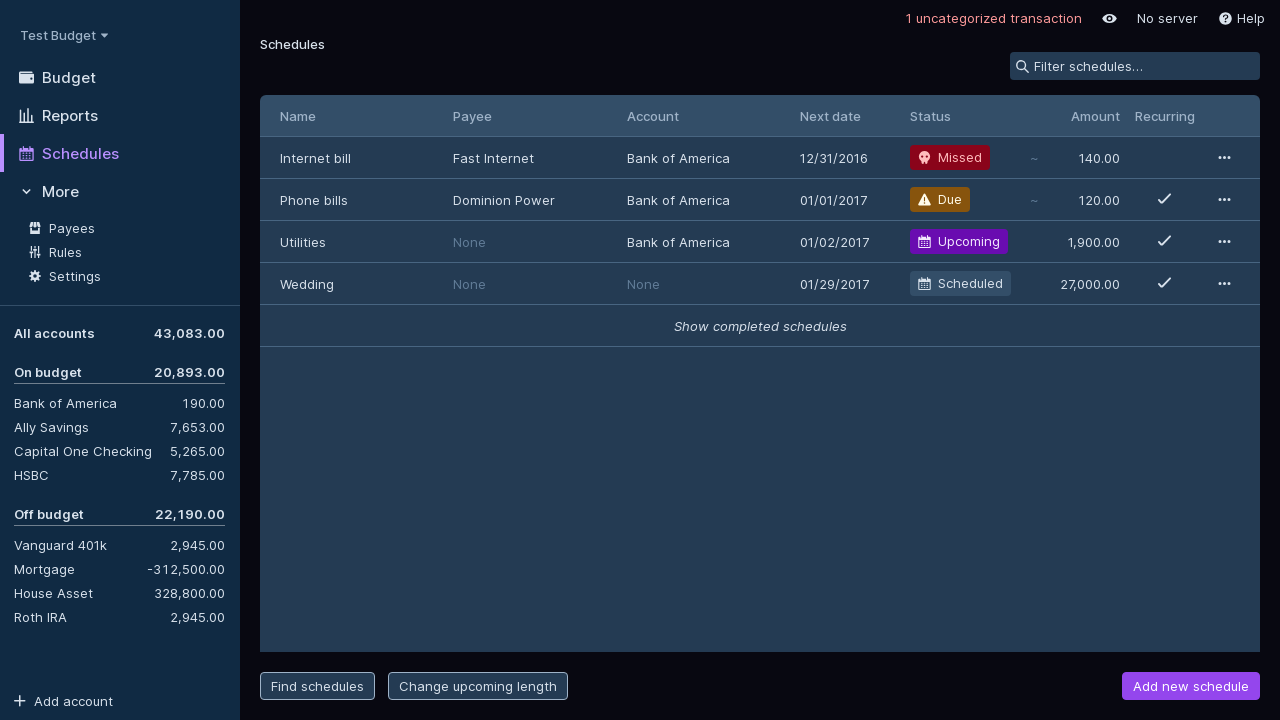 Test Budget
Budget
Reports
Schedules
More
Payees
Rules
Settings
All accounts 43,083.00
On budget 20,893.00
Bank of America 190.00
Ally Savings 7,653.00
Capital One Checking 5,265.00
HSBC 7,785.00
Off budget 22,190.00
Vanguard 401k 2,945.00
Mortgage -312,500.00
House Asset 328,800.00
Roth IRA 2,945.00
Add account
1 uncategorized transaction No server Help
Schedules
Filter schedules…
Name Payee Account Next date Status Amount Recurring
Internet bill Fast Internet Bank of America 12/31/2016 Missed ~ 140.00
Phone bills Dominion Power Bank of America 01/01/2017 Due ~ 120.00
Utilities None Bank of America 01/02/2017 Upcoming 1,900.00
Wedding None None 01/29/2017 Scheduled 27,000.00
Show completed schedules
Find schedules Change upcoming length Add new schedule